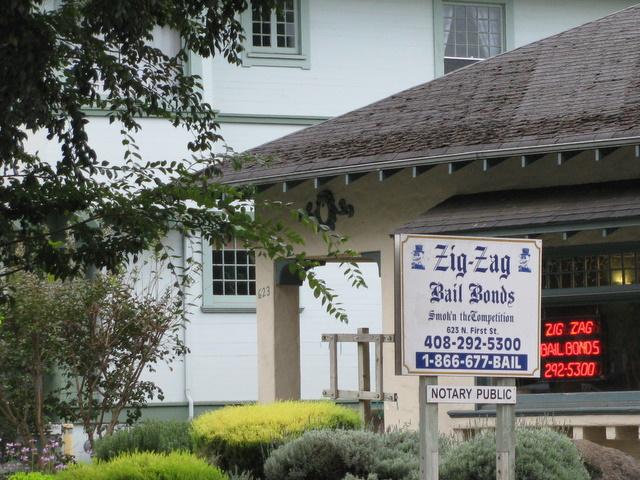 623
Zig-Zag
Bail Bonds
Smok'n the Competition
623 N. First St.
408-292-5300
1-866-677-BAIL
NOTARY PUBLIC
ZIG ZAG
BAIL BONDS
292-5300